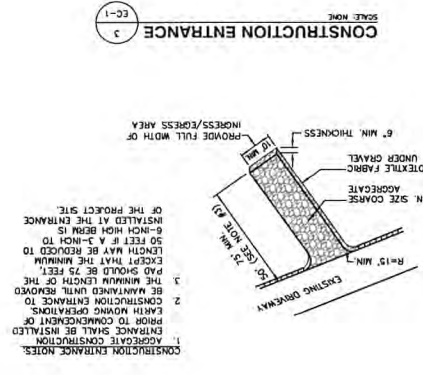 CONSTRUCTION ENTRANCE NOTES:
1. AGGREGATE CONSTRUCTION
ENTRANCE SHALL BE INSTALLED
PRIOR TO COMMENCEMENT OF
EARTH MOVING OPERATIONS.
2. CONSTRUCTION ENTRANCE TO
BE MAINTAINED UNTIL REMOVED
3. THE MINIMUM LENGTH OF THE
PAD SHOULD BE 75 FEET,
EXCEPT THAT THE MINIMUM
LENGTH MAY BE REDUCED TO
50 FEET IF A 3-INCH TO
6-INCH HIGH BERM IS
INSTALLED AT THE ENTRANCE
OF THE PROJECT SITE.
EXISTING DRIVEWAY
R=15', MIN.
75' MIN.
50' (SEE NOTE #3)
N. SIZE COARSE
AGGREGATE
OTEXTILE FABRIC
UNDER GRAVEL
6" MIN. THICKNESS
10' MIN.
PROVIDE FULL WIDTH OF
INGRESS/EGRESS AREA
CONSTRUCTION ENTRANCE
SCALE: NONE
3
EC-1